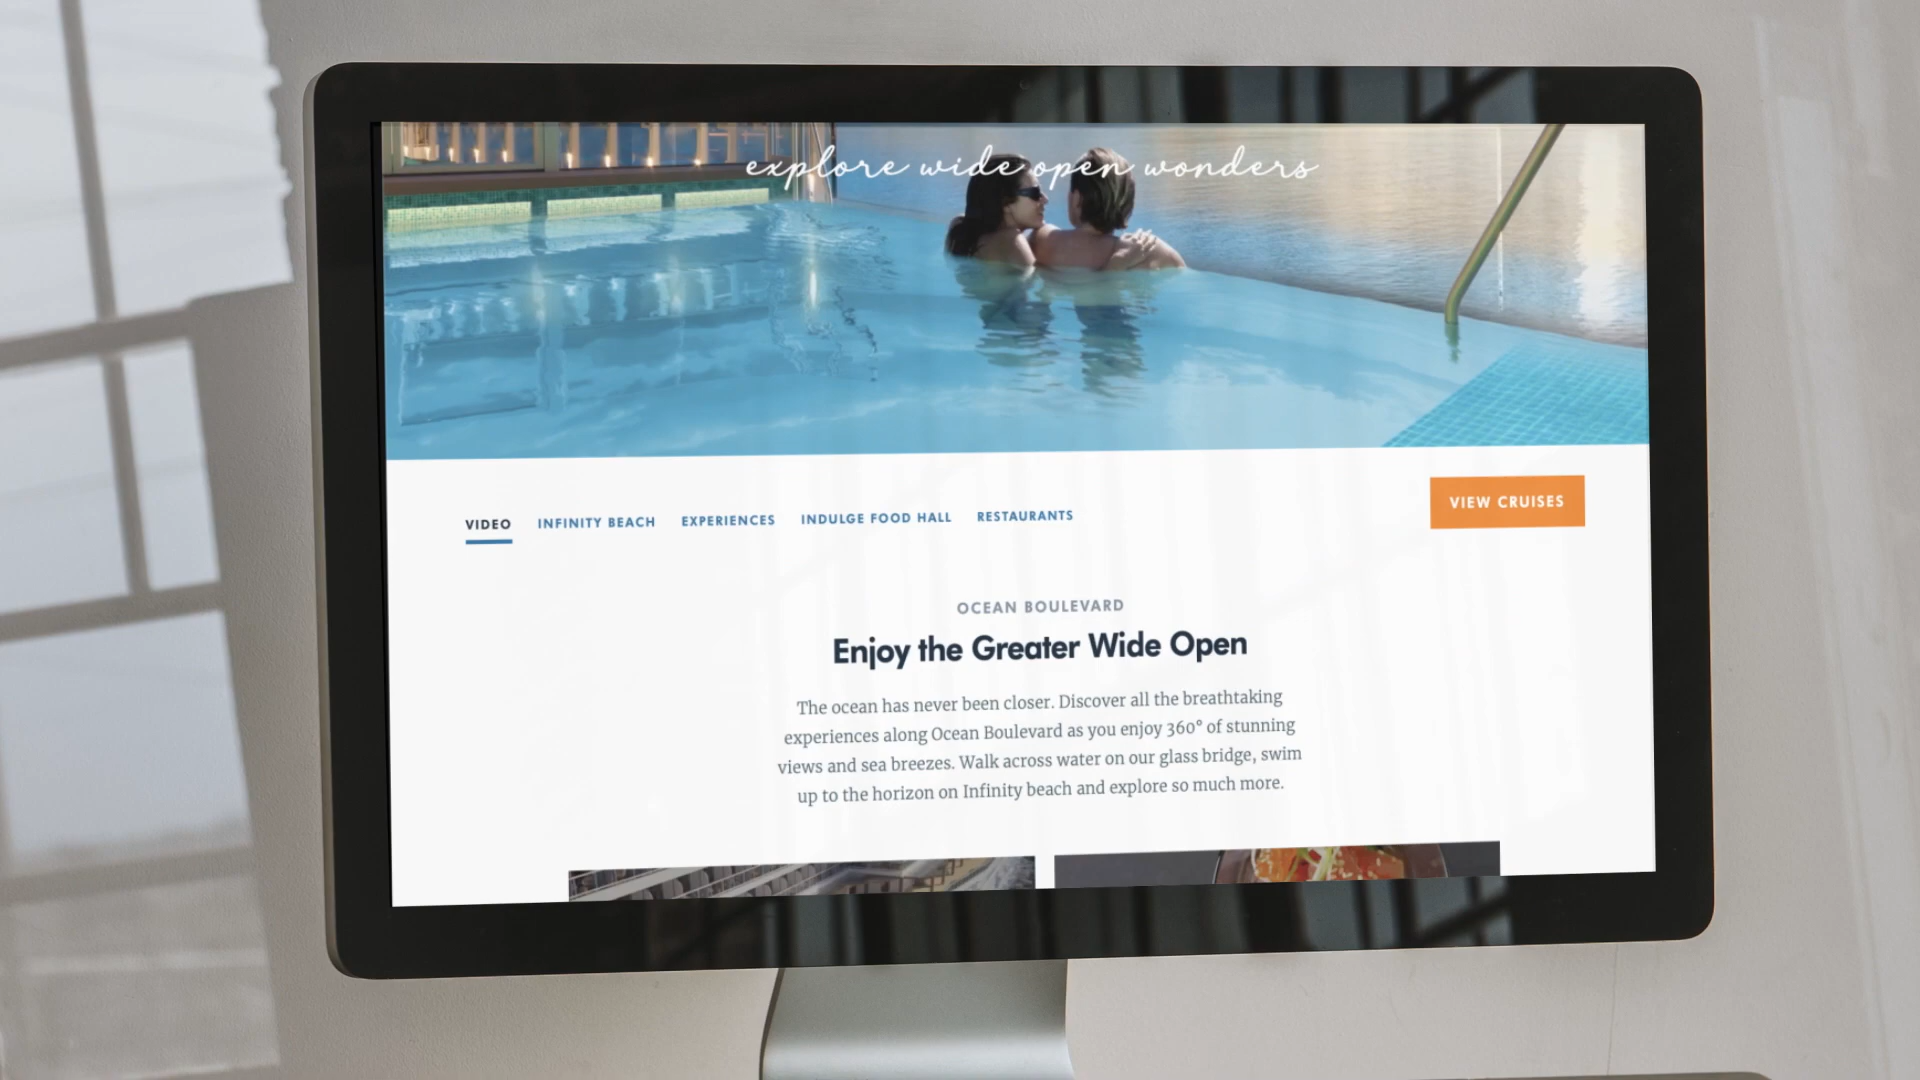 explore wide open wonders
VIDEO INFINITY BEACH EXPERIENCES INDULGE FOOD HALL RESTAURANTS
VIEW CRUISES
OCEAN BOULEVARD
Enjoy the Greater Wide Open
The ocean has never been closer. Discover all the breathtaking
experiences along Ocean Boulevard as you enjoy 360° of stunning
views and sea breezes. Walk across water on our glass bridge, swim
up to the horizon on Infinity beach and explore so much more.